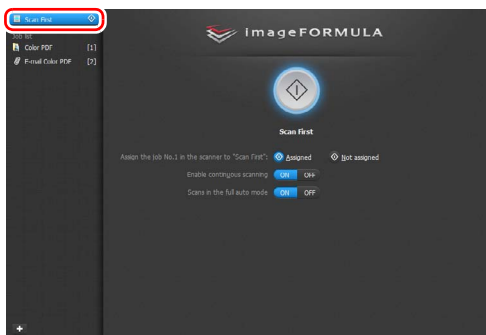 Scan First
Job list
Color PDF [1]
E-mail Color PDF [2]
imageFORMULA
Scan First
Assign the job No.1 in the scanner to "Scan First": Assigned Not assigned
Enable continuous scanning ON OFF
Scans in the full auto mode ON OFF